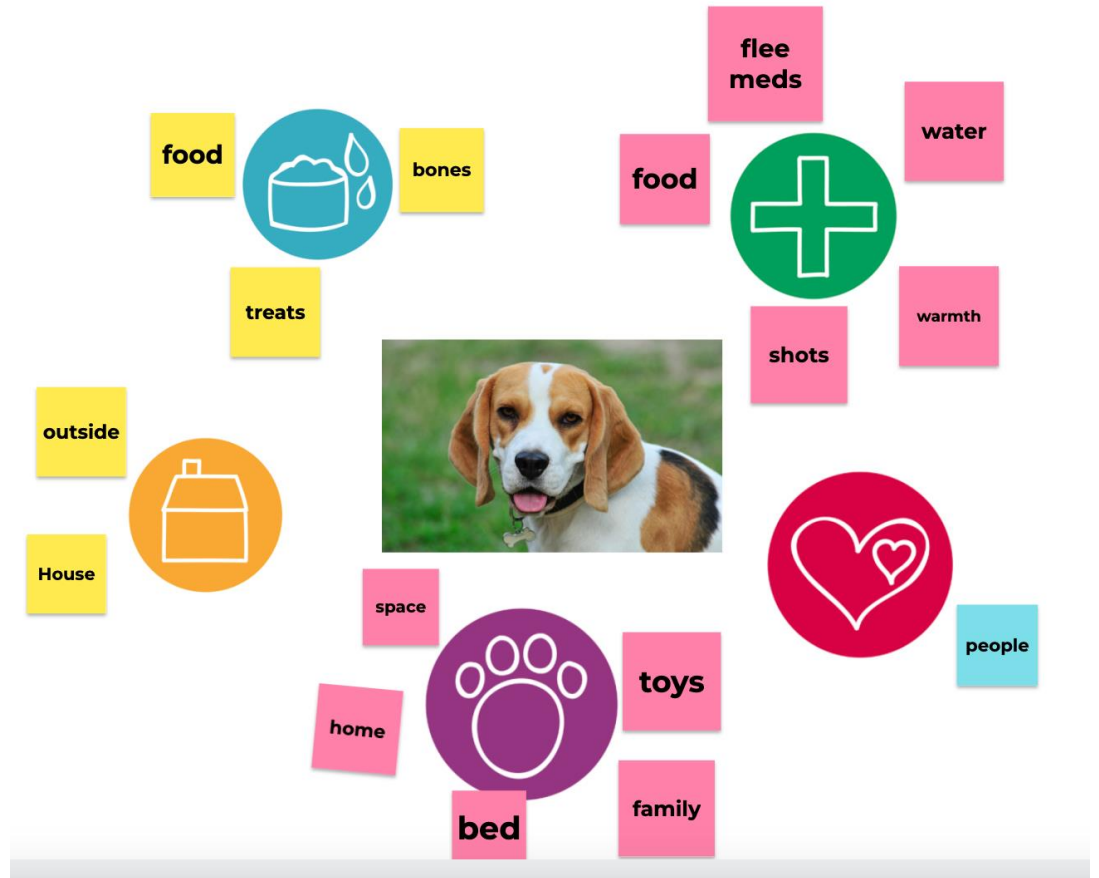 flee
meds
water
food
bones
food
treats
warmth
shots
outside
House
space
people
toys
home
family
bed